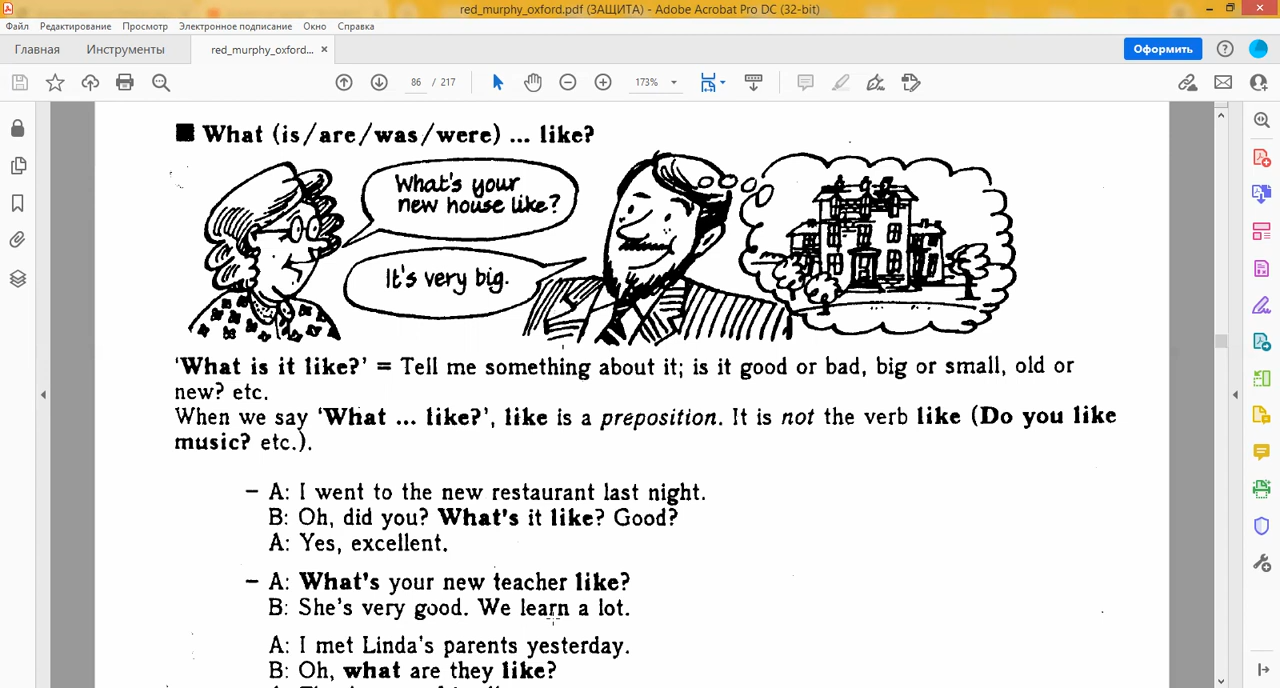 red_murphy_oxford.pdf (ЗАЩИТА) - Adobe Acrobat Pro DC (32-bit)
Файл Редактирование Просмотр Электронное подписание Окно Справка
Главная Инструменты red_murphy_oxford... × Оформить
86 / 217 173%
■ What (is/are/was/were) ... like?
What's your
new house like?
It's very big.
'What is it like?' = Tell me something about it; is it good or bad, big or small, old or
new? etc.
When we say 'What ... like?', like is a preposition. It is not the verb like (Do you like
music? etc.).
– A: I went to the new restaurant last night.
B: Oh, did you? What's it like? Good?
A: Yes, excellent.
– A: What's your new teacher like?
B: She's very good. We learn a lot.
A: I met Linda's parents yesterday.
B: Oh, what are they like?